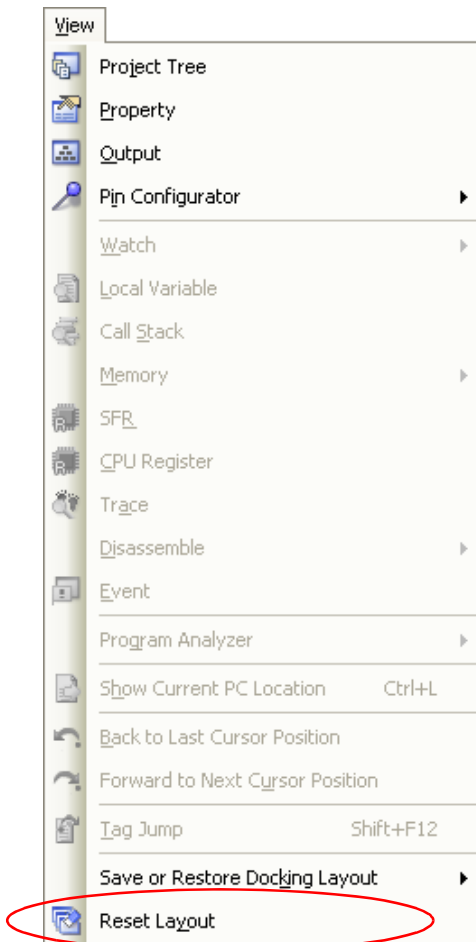 View
Project Tree
Property
Output
Pin Configurator
Watch
Local Variable
Call Stack
Memory
SFR
CPU Register
Trace
Disassemble
Event
Program Analyzer
Show Current PC Location Ctrl+L
Back to Last Cursor Position
Forward to Next Cursor Position
Tag Jump Shift+F12
Save or Restore Docking Layout
Reset Layout